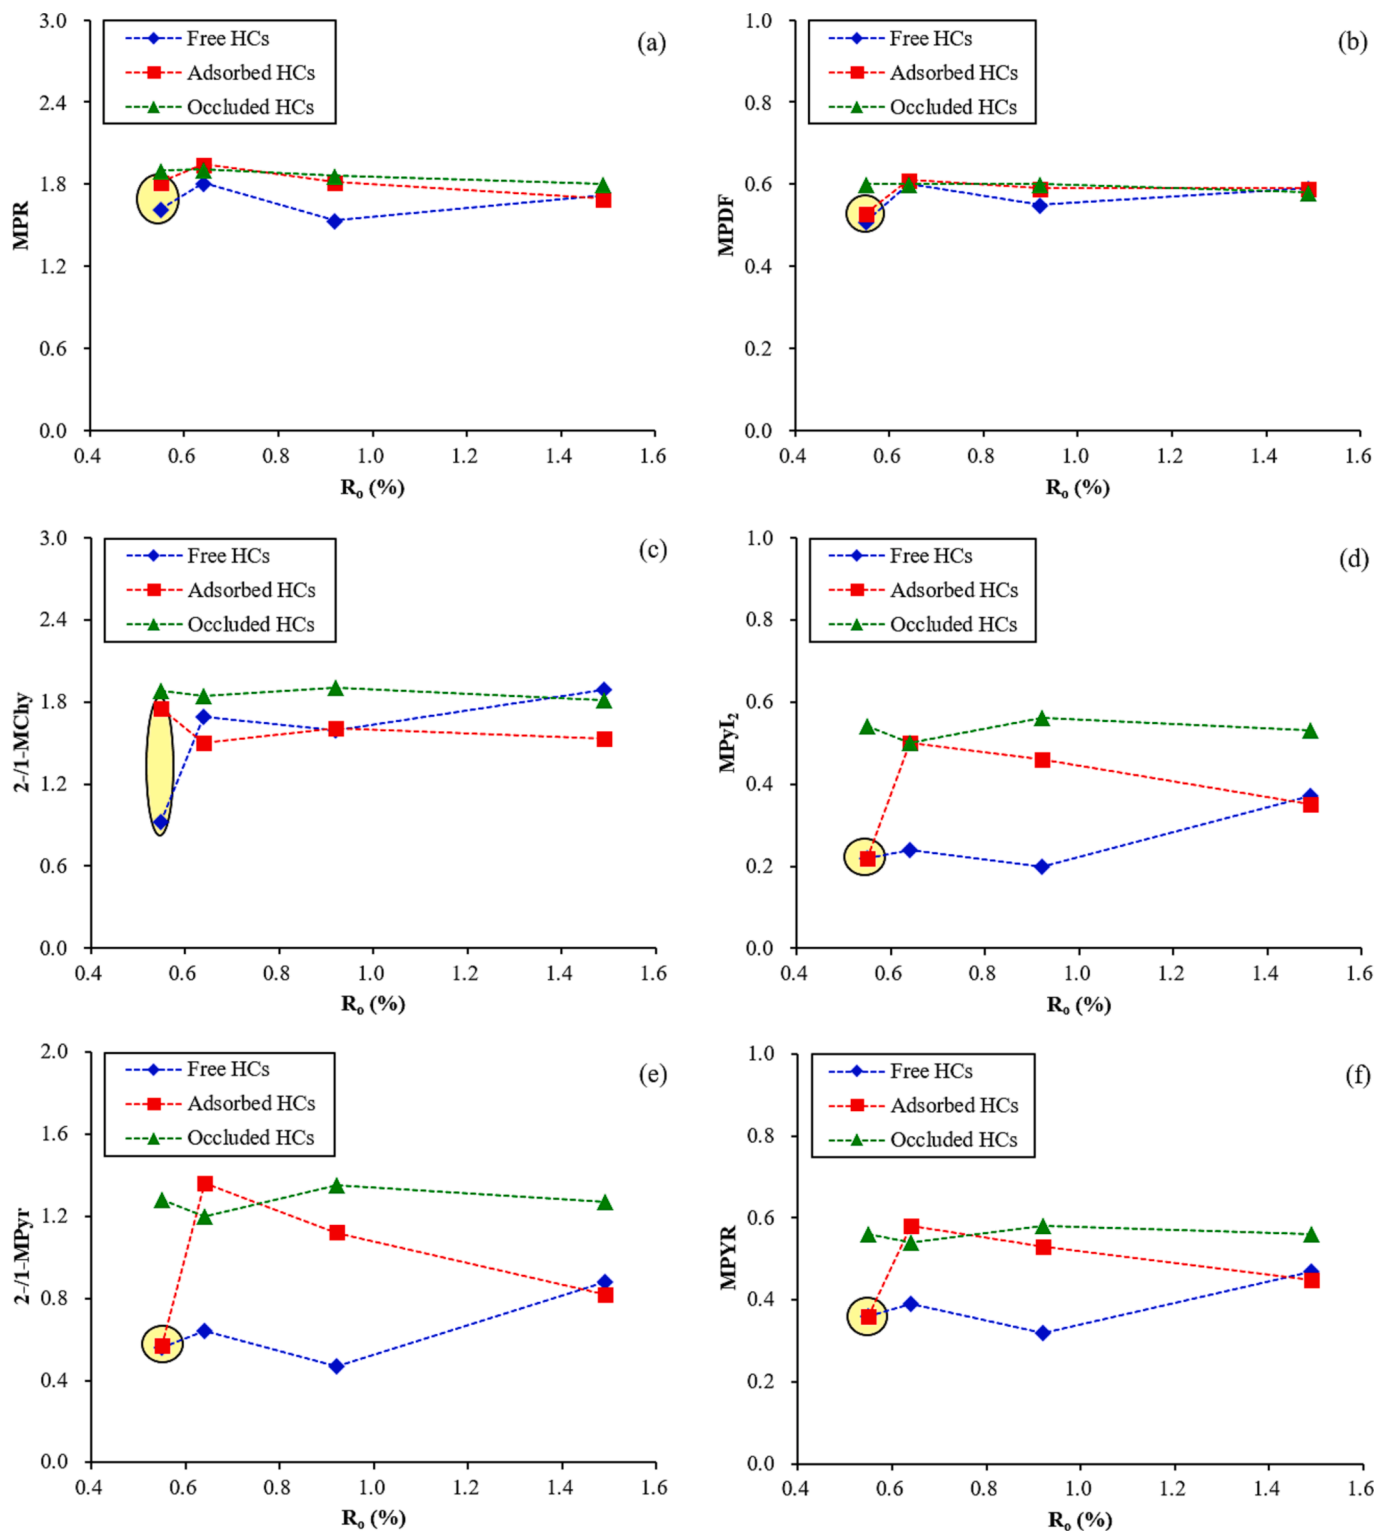 3.0
2.4
1.8
1.2
0.6
0.0
MPR
Free HCs
Adsorbed HCs
Occluded HCs
(a)
0.4 0.6 0.8 1.0 1.2 1.4 1.6
Rₒ (%)
1.0
0.8
0.6
0.4
0.2
0.0
MPDF
Free HCs
Adsorbed HCs
Occluded HCs
(b)
0.4 0.6 0.8 1.0 1.2 1.4 1.6
Rₒ (%)
3.0
2.4
1.8
1.2
0.6
0.0
2-/1-MChy
Free HCs
Adsorbed HCs
Occluded HCs
(c)
0.4 0.6 0.8 1.0 1.2 1.4 1.6
Rₒ (%)
1.0
0.8
0.6
0.4
0.2
0.0
MPyI₂
Free HCs
Adsorbed HCs
Occluded HCs
(d)
0.4 0.6 0.8 1.0 1.2 1.4 1.6
Rₒ (%)
2.0
1.6
1.2
0.8
0.4
0.0
2-/1-MPyr
Free HCs
Adsorbed HCs
Occluded HCs
(e)
0.4 0.6 0.8 1.0 1.2 1.4 1.6
Rₒ (%)
1.0
0.8
0.6
0.4
0.2
0.0
MPYR
Free HCs
Adsorbed HCs
Occluded HCs
(f)
0.4 0.6 0.8 1.0 1.2 1.4 1.6
Rₒ (%)